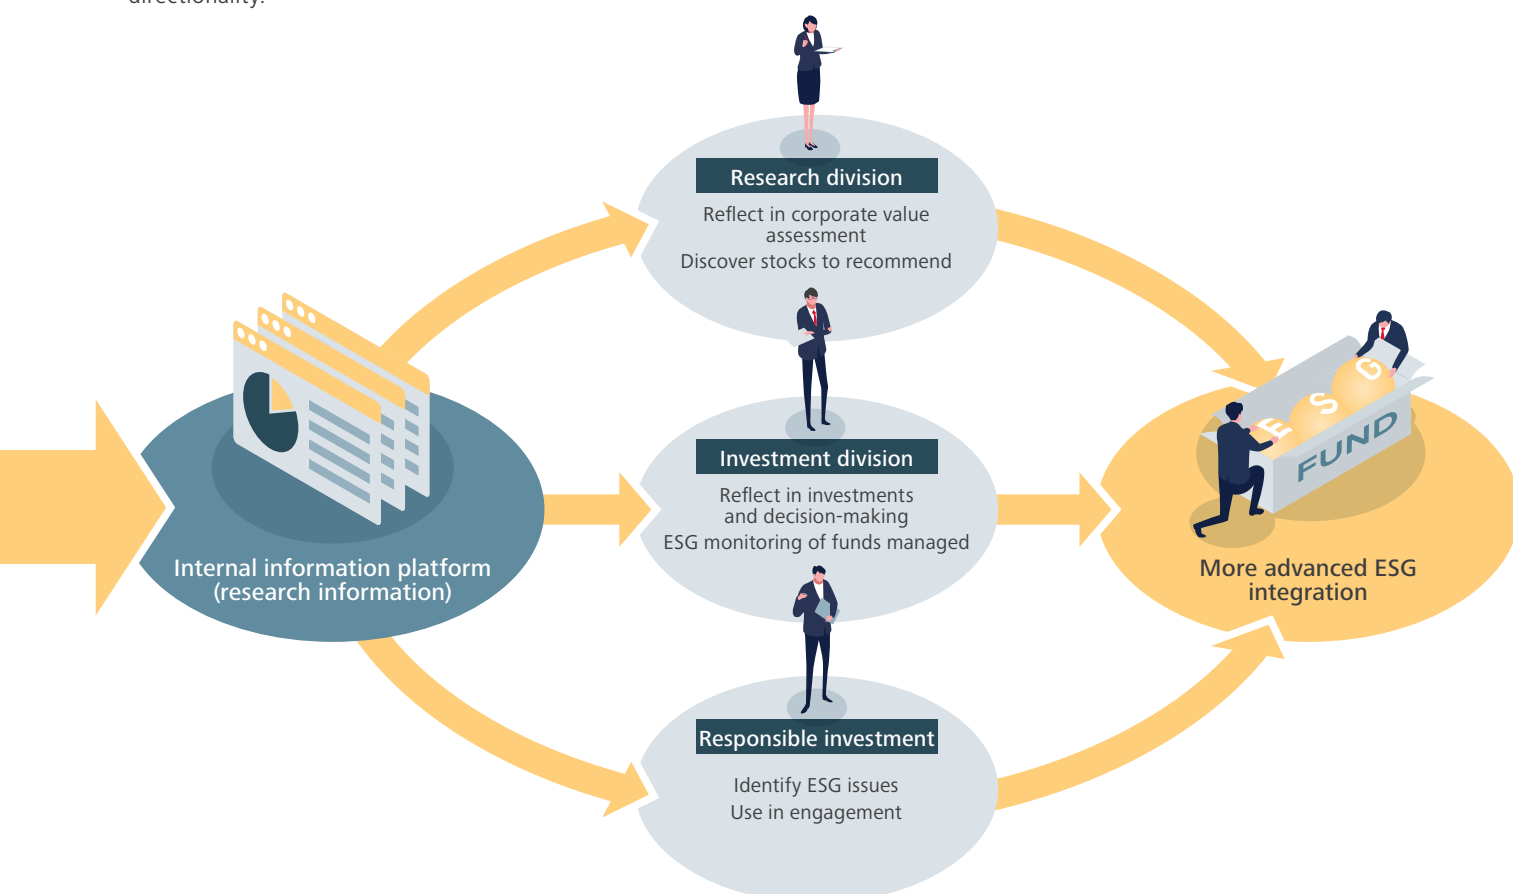 directionality.
Research division
Reflect in corporate value
assessment
Discover stocks to recommend
Internal information platform
(research information)
Investment division
Reflect in investments
and decision-making
ESG monitoring of funds managed
Responsible investment
Identify ESG issues
Use in engagement
E
S
G
FUND
More advanced ESG
integration